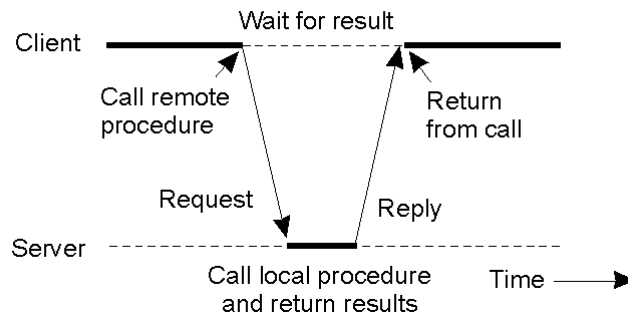 Wait for result
Client
Call remote
procedure
Return
from call
Request
Reply
Server
Call local procedure
and return results
Time